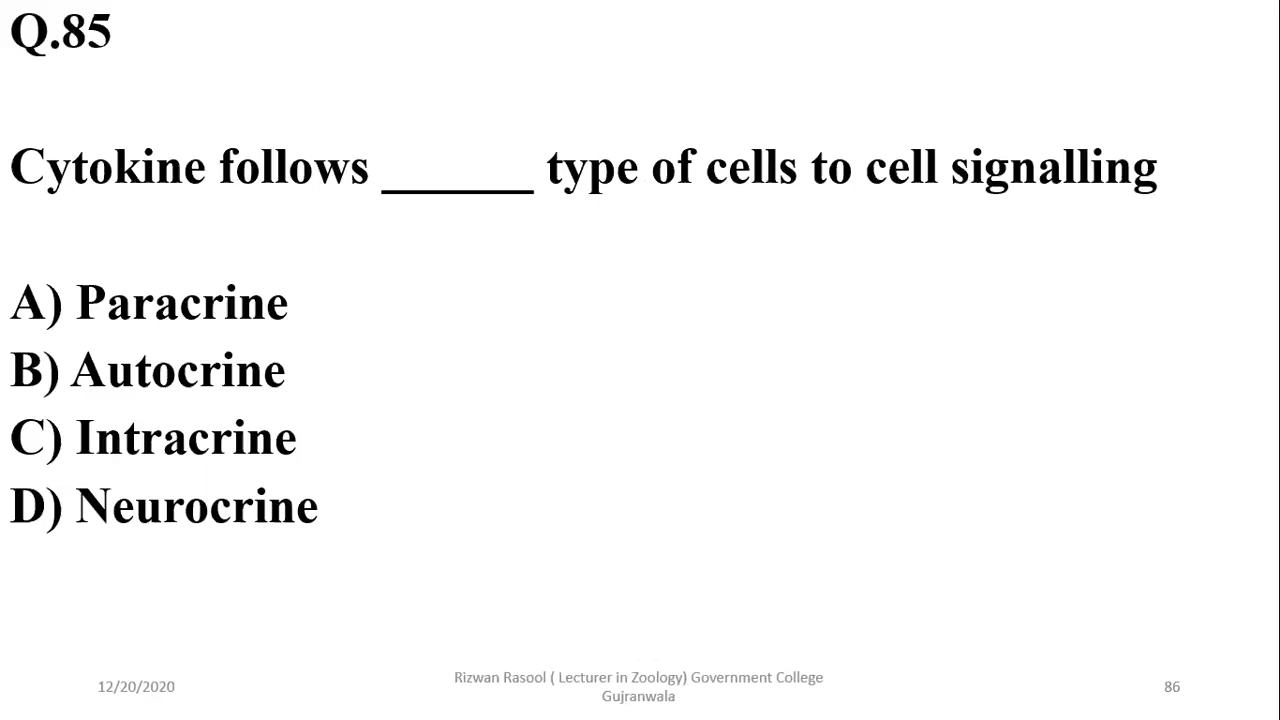 Q.85
Cytokine follows ______ type of cells to cell signalling
A) Paracrine
B) Autocrine
C) Intracrine
D) Neurocrine
12/20/2020
Rizwan Rasool ( Lecturer in Zoology) Government College
Gujranwala
86